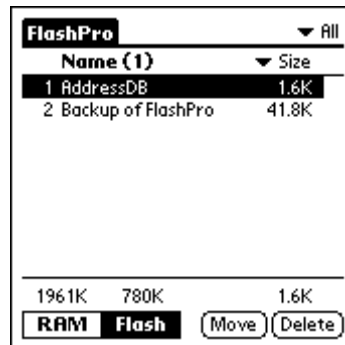 FlashPro All
Name (1) Size
1 AddressDB 1.6K
2 Backup of FlashPro 41.8K
1961K 780K 1.6K
RAM Flash Move Delete